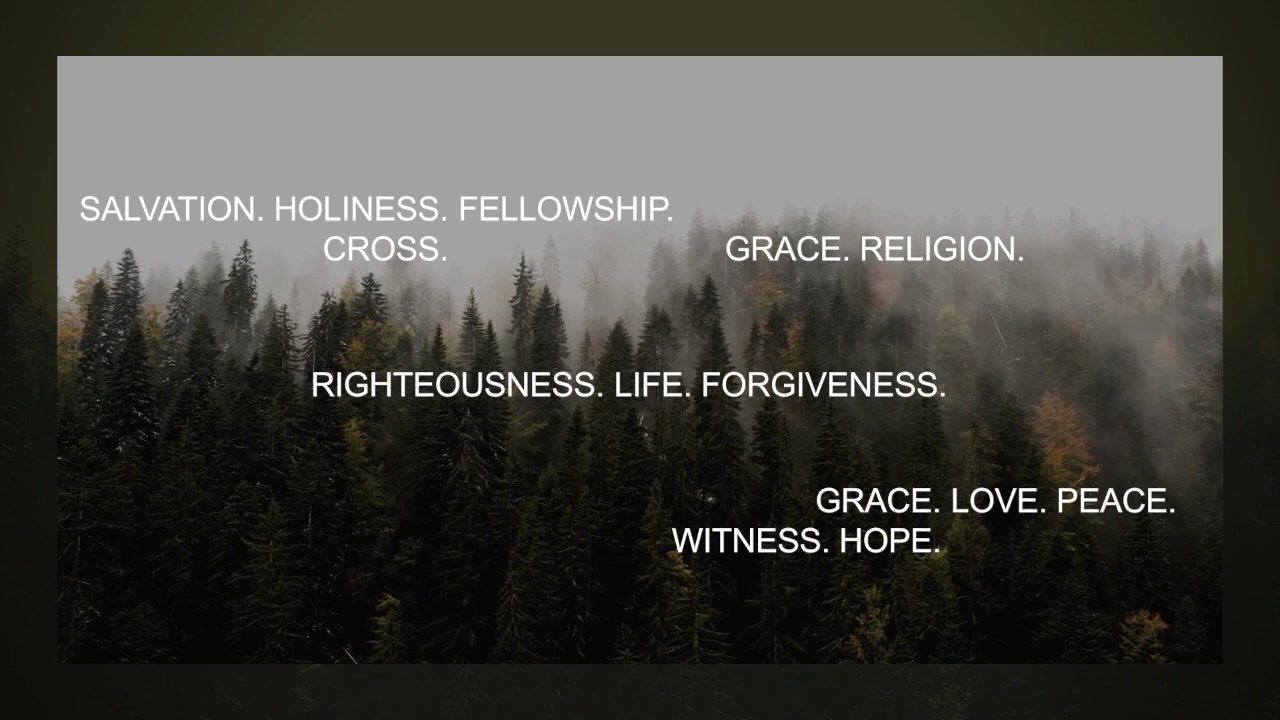 SALVATION. HOLINESS. FELLOWSHIP.
CROSS.
GRACE. RELIGION.
RIGHTEOUSNESS. LIFE. FORGIVENESS.
GRACE. LOVE. PEACE.
WITNESS. HOPE.